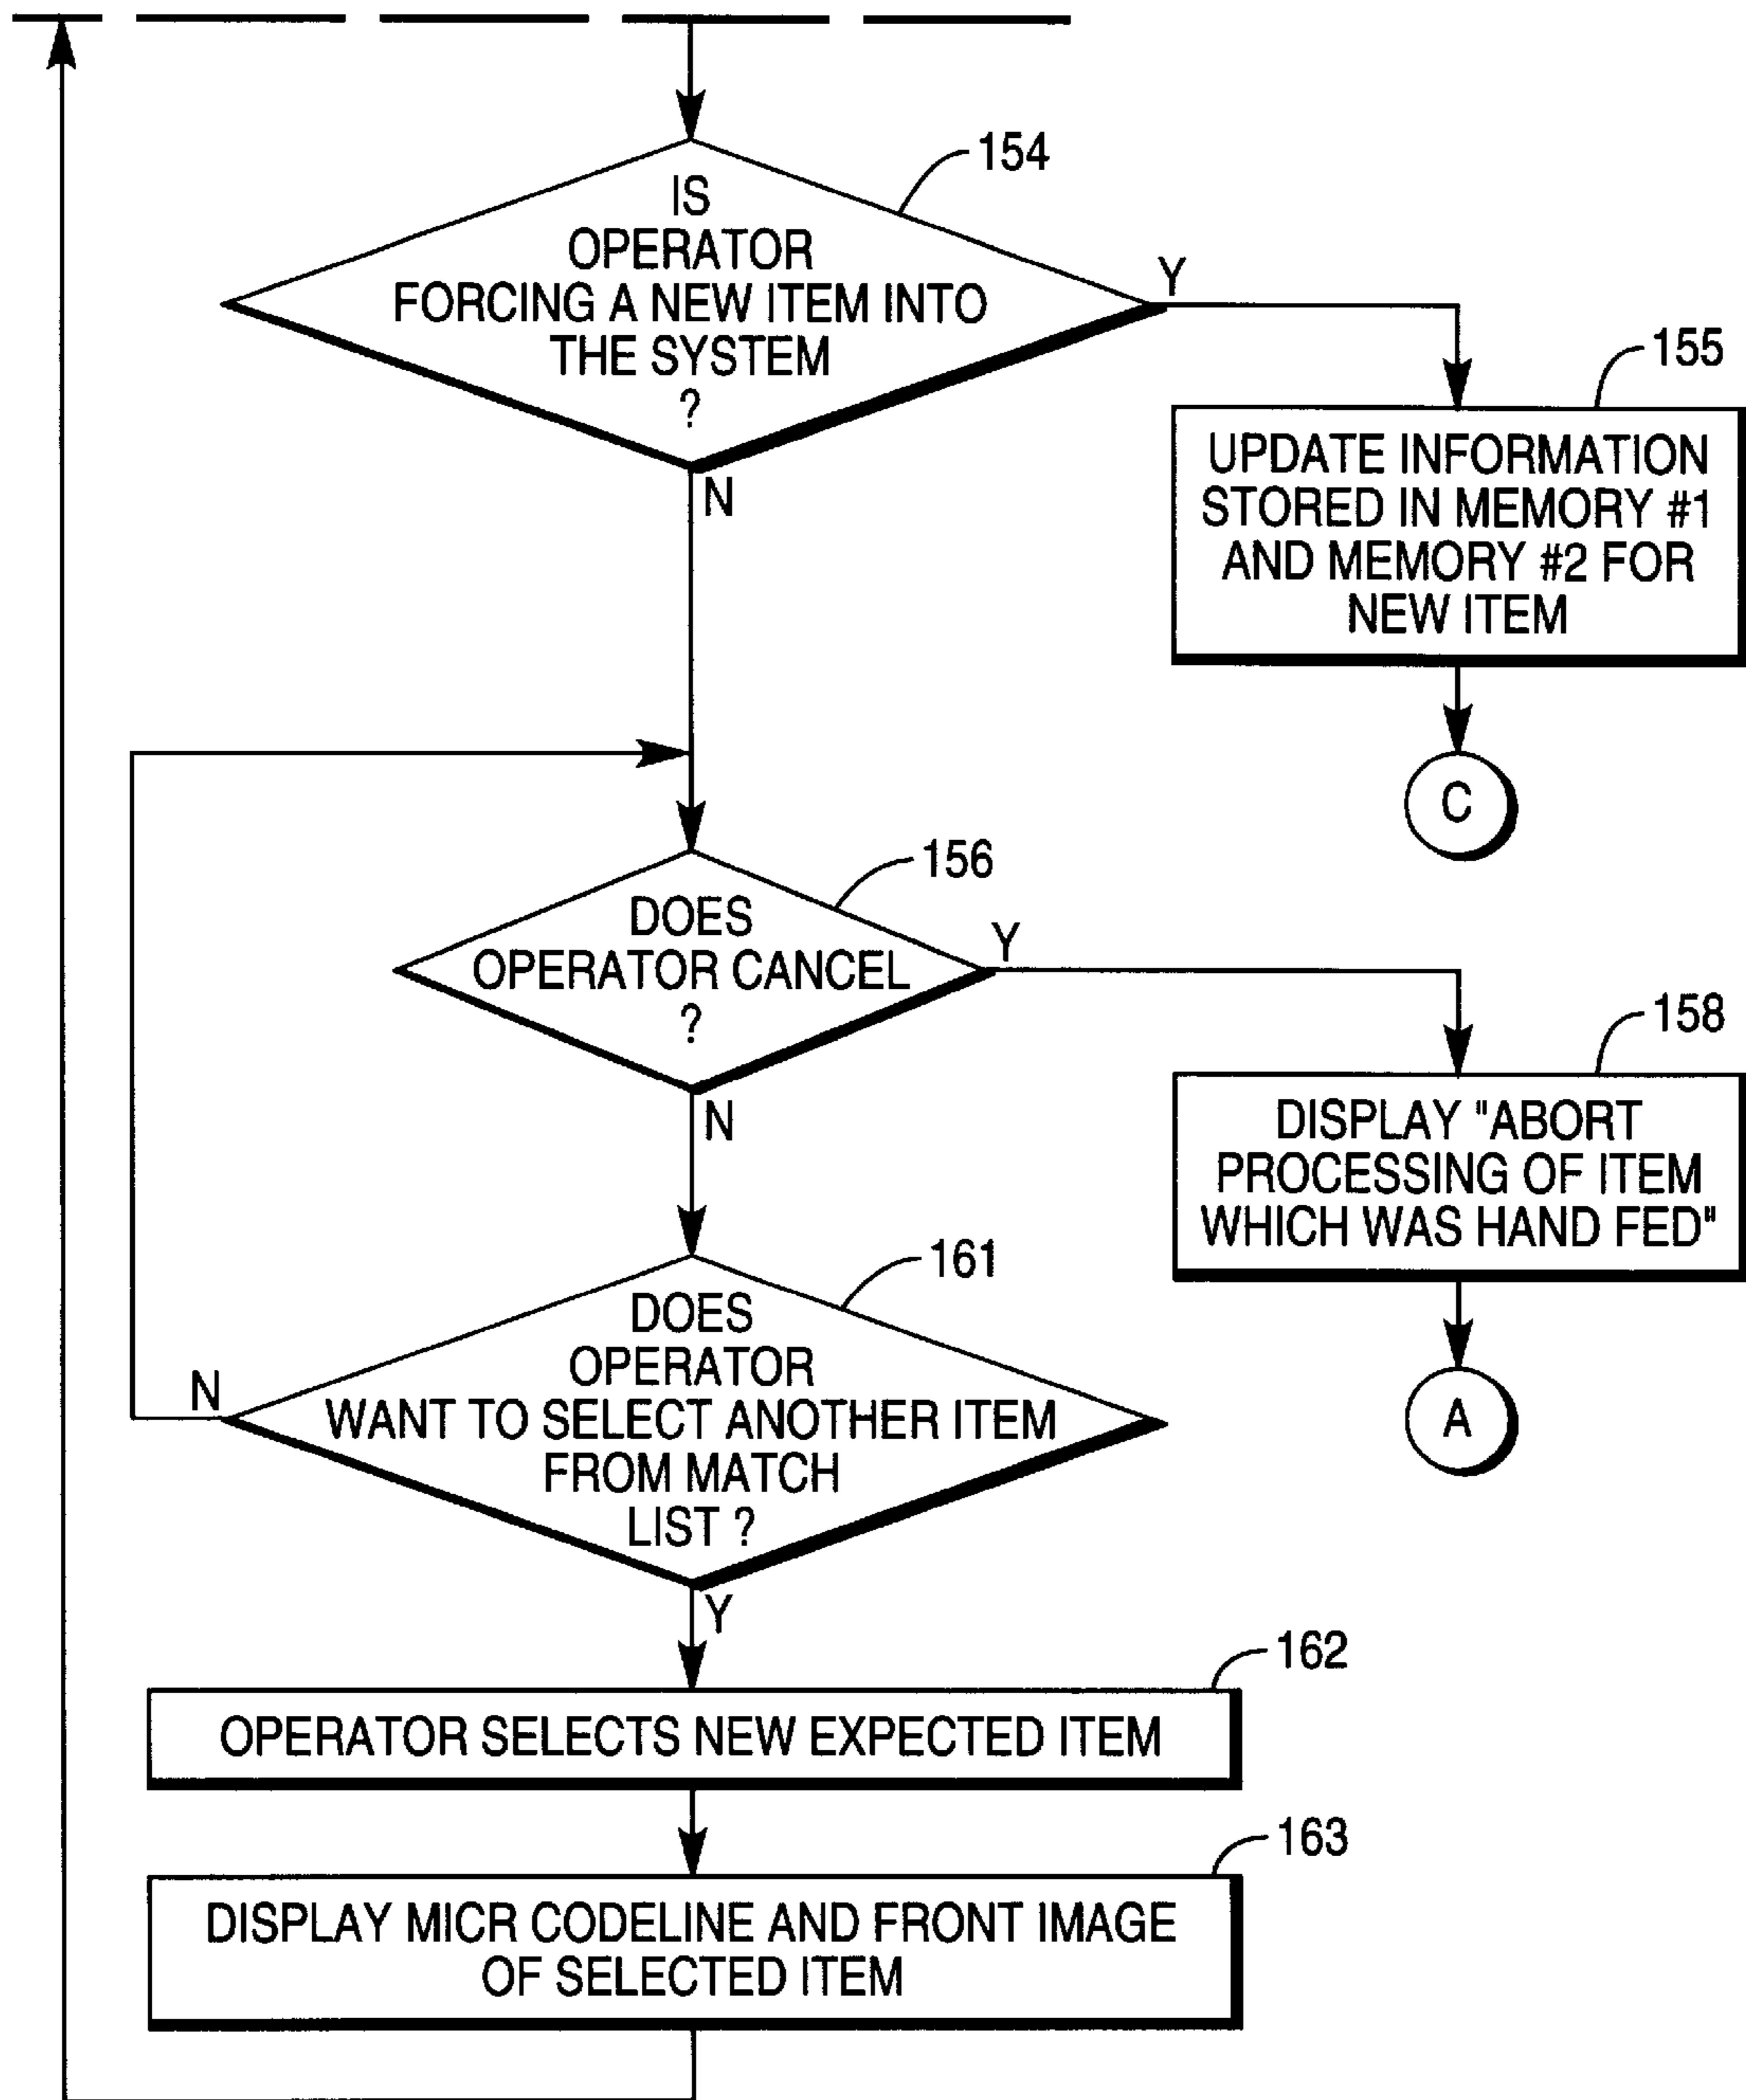 154
IS
OPERATOR
FORCING A NEW ITEM INTO
THE SYSTEM
?
Y
N
155
UPDATE INFORMATION
STORED IN MEMORY #1
AND MEMORY #2 FOR
NEW ITEM
C
156
DOES
OPERATOR CANCEL
?
Y
N
158
DISPLAY "ABORT
PROCESSING OF ITEM
WHICH WAS HAND FED"
A
161
DOES
OPERATOR
WANT TO SELECT ANOTHER ITEM
FROM MATCH
LIST ?
N
Y
162
OPERATOR SELECTS NEW EXPECTED ITEM
163
DISPLAY MICR CODELINE AND FRONT IMAGE
OF SELECTED ITEM